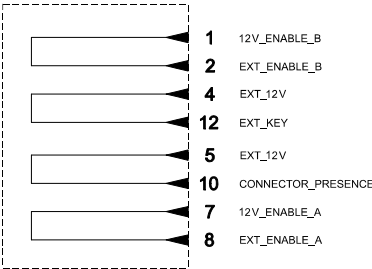 1 12V_ENABLE_B
2 EXT_ENABLE_B
4 EXT_12V
12 EXT_KEY
5 EXT_12V
10 CONNECTOR_PRESENCE
7 12V_ENABLE_A
8 EXT_ENABLE_A